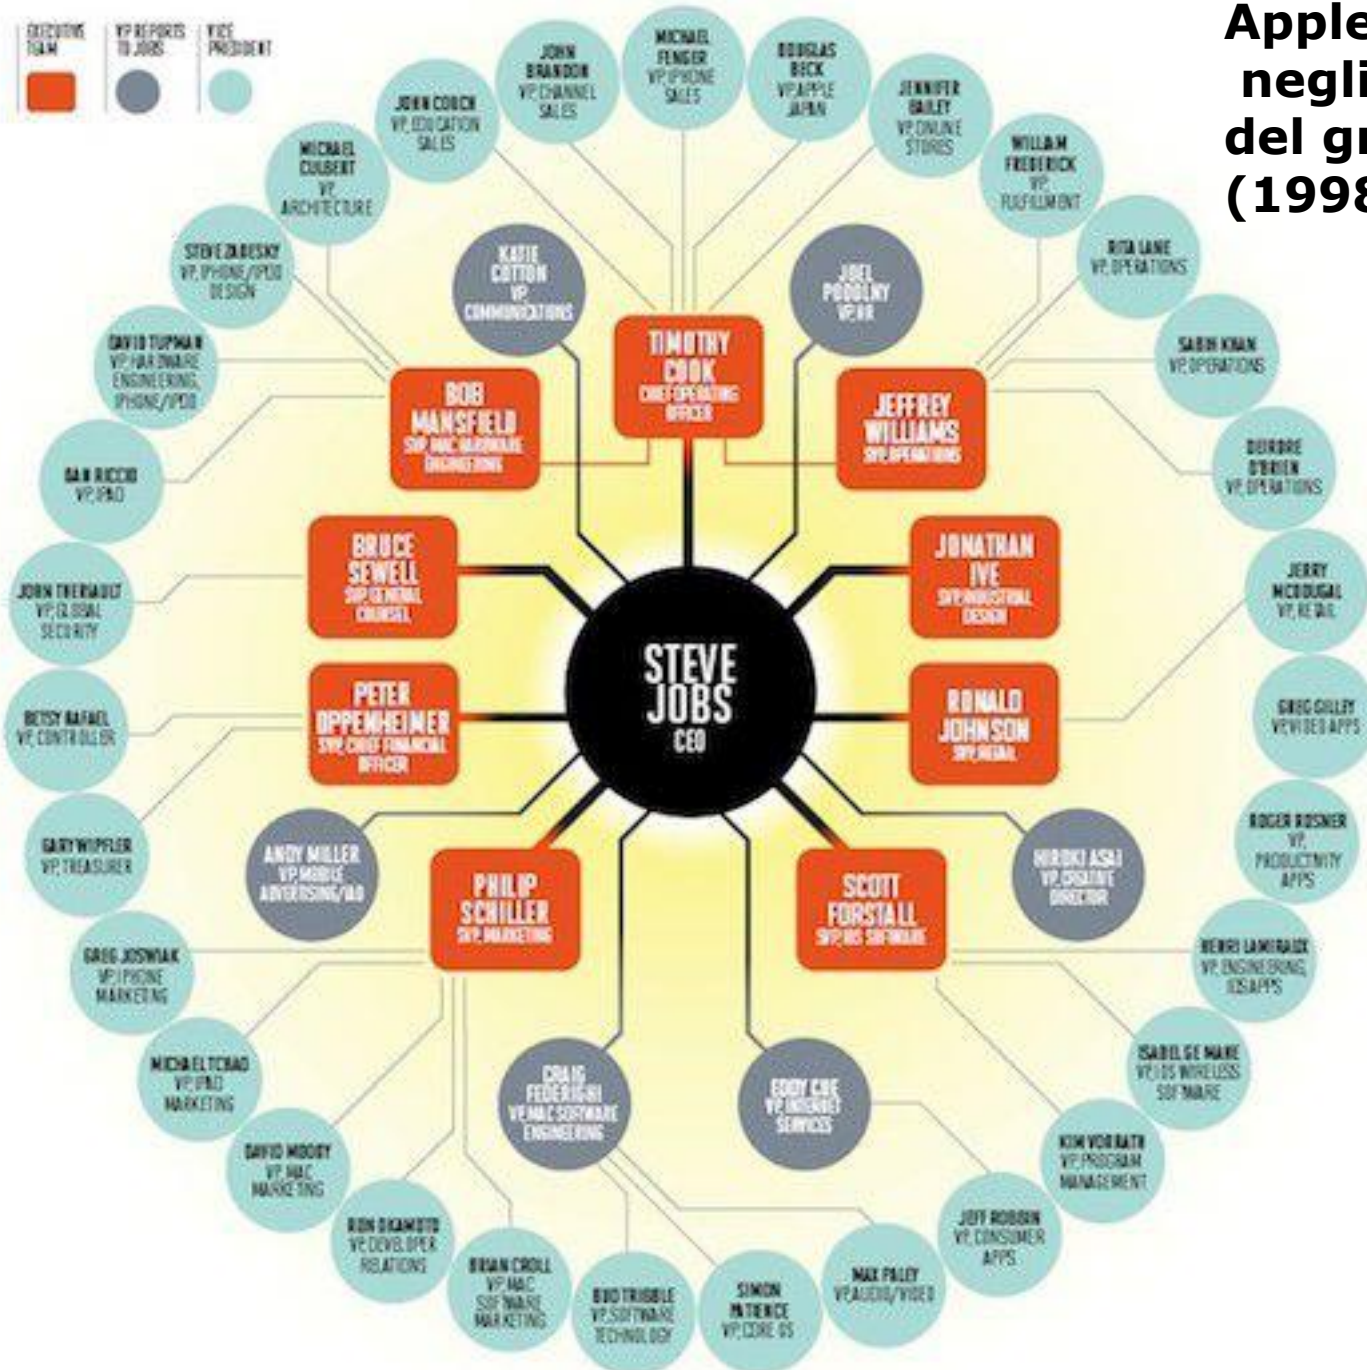 EXECUTIVE
TEAM
VP REPORTS
TO JOBS
VICE
PRESIDENT
Apple
negli
del gr
(1998
JOHN COUCH
VP, EDUCATION
SALES
JOHN
BRANDON
VP, CHANNEL
SALES
MICHAEL
FENGER
VP, IPHONE
SALES
DOUGLAS
BECK
VP, APPLE
JAPAN
JENNIFER
BAILEY
VP, ONLINE
STORES
WILLIAM
FREDERICK
VP,
FULFILLMENT
RITA LANE
VP, OPERATIONS
SABIH KHAN
VP, OPERATIONS
DEIRDRE
O'BRIEN
VP, OPERATIONS
JERRY
MCDOUGAL
VP, RETAIL
GREG GILLEY
VP, VIDEO APPS
ROGER ROSNER
VP,
PRODUCTIVITY
APPS
HENRI LAMIRAUX
VP, ENGINEERING,
IOS APPS
ISABEL GE MAHE
VP, IOS WIRELESS
SOFTWARE
KIM VORRATH
VP, PROGRAM
MANAGEMENT
JEFF ROBBIN
VP, CONSUMER
APPS
MAX PALEY
VP, AUDIO/VIDEO
SIMON
PATIENCE
VP, CORE OS
BUD TRIBBLE
VP, SOFTWARE
TECHNOLOGY
BRIAN CROLL
VP, MAC
SOFTWARE
MARKETING
RON OKAMOTO
VP, DEVELOPER
RELATIONS
DAVID MOODY
VP, MAC
MARKETING
MICHAEL TCHAO
VP, IPAD
MARKETING
GREG JOSWIAK
VP, IPHONE
MARKETING
GARY WIPFLER
VP, TREASURER
BETSY RAFAEL
VP, CONTROLLER
JOHN THERIAULT
VP, GLOBAL
SECURITY
DAN RICCIO
VP, IPAD
DAVID TUPMAN
VP, HARDWARE
ENGINEERING,
IPHONE/IPOD
STEVE ZADESKY
VP, IPHONE/IPOD
DESIGN
MICHAEL
CULBERT
VP,
ARCHITECTURE
KATIE
COTTON
VP,
COMMUNICATIONS
TIMOTHY
COOK
CHIEF OPERATING
OFFICER
JOEL
PODOLNY
VP, HR
BOB
MANSFIELD
SVP, MAC HARDWARE
ENGINEERING
JEFFREY
WILLIAMS
SVP, OPERATIONS
BRUCE
SEWELL
SVP, GENERAL
COUNSEL
JONATHAN
IVE
SVP, INDUSTRIAL
DESIGN
STEVE
JOBS
CEO
PETER
OPPENHEIMER
SVP, CHIEF FINANCIAL
OFFICER
RONALD
JOHNSON
SVP, RETAIL
ANDY MILLER
VP, MOBILE
ADVERTISING/IAD
PHILIP
SCHILLER
SVP, MARKETING
SCOTT
FORSTALL
SVP, IOS SOFTWARE
HIROKI ASAI
VP, CREATIVE
DIRECTOR
CRAIG
FEDERIGHI
VP, MAC SOFTWARE
ENGINEERING
EDDY CUE
VP, INTERNET
SERVICES